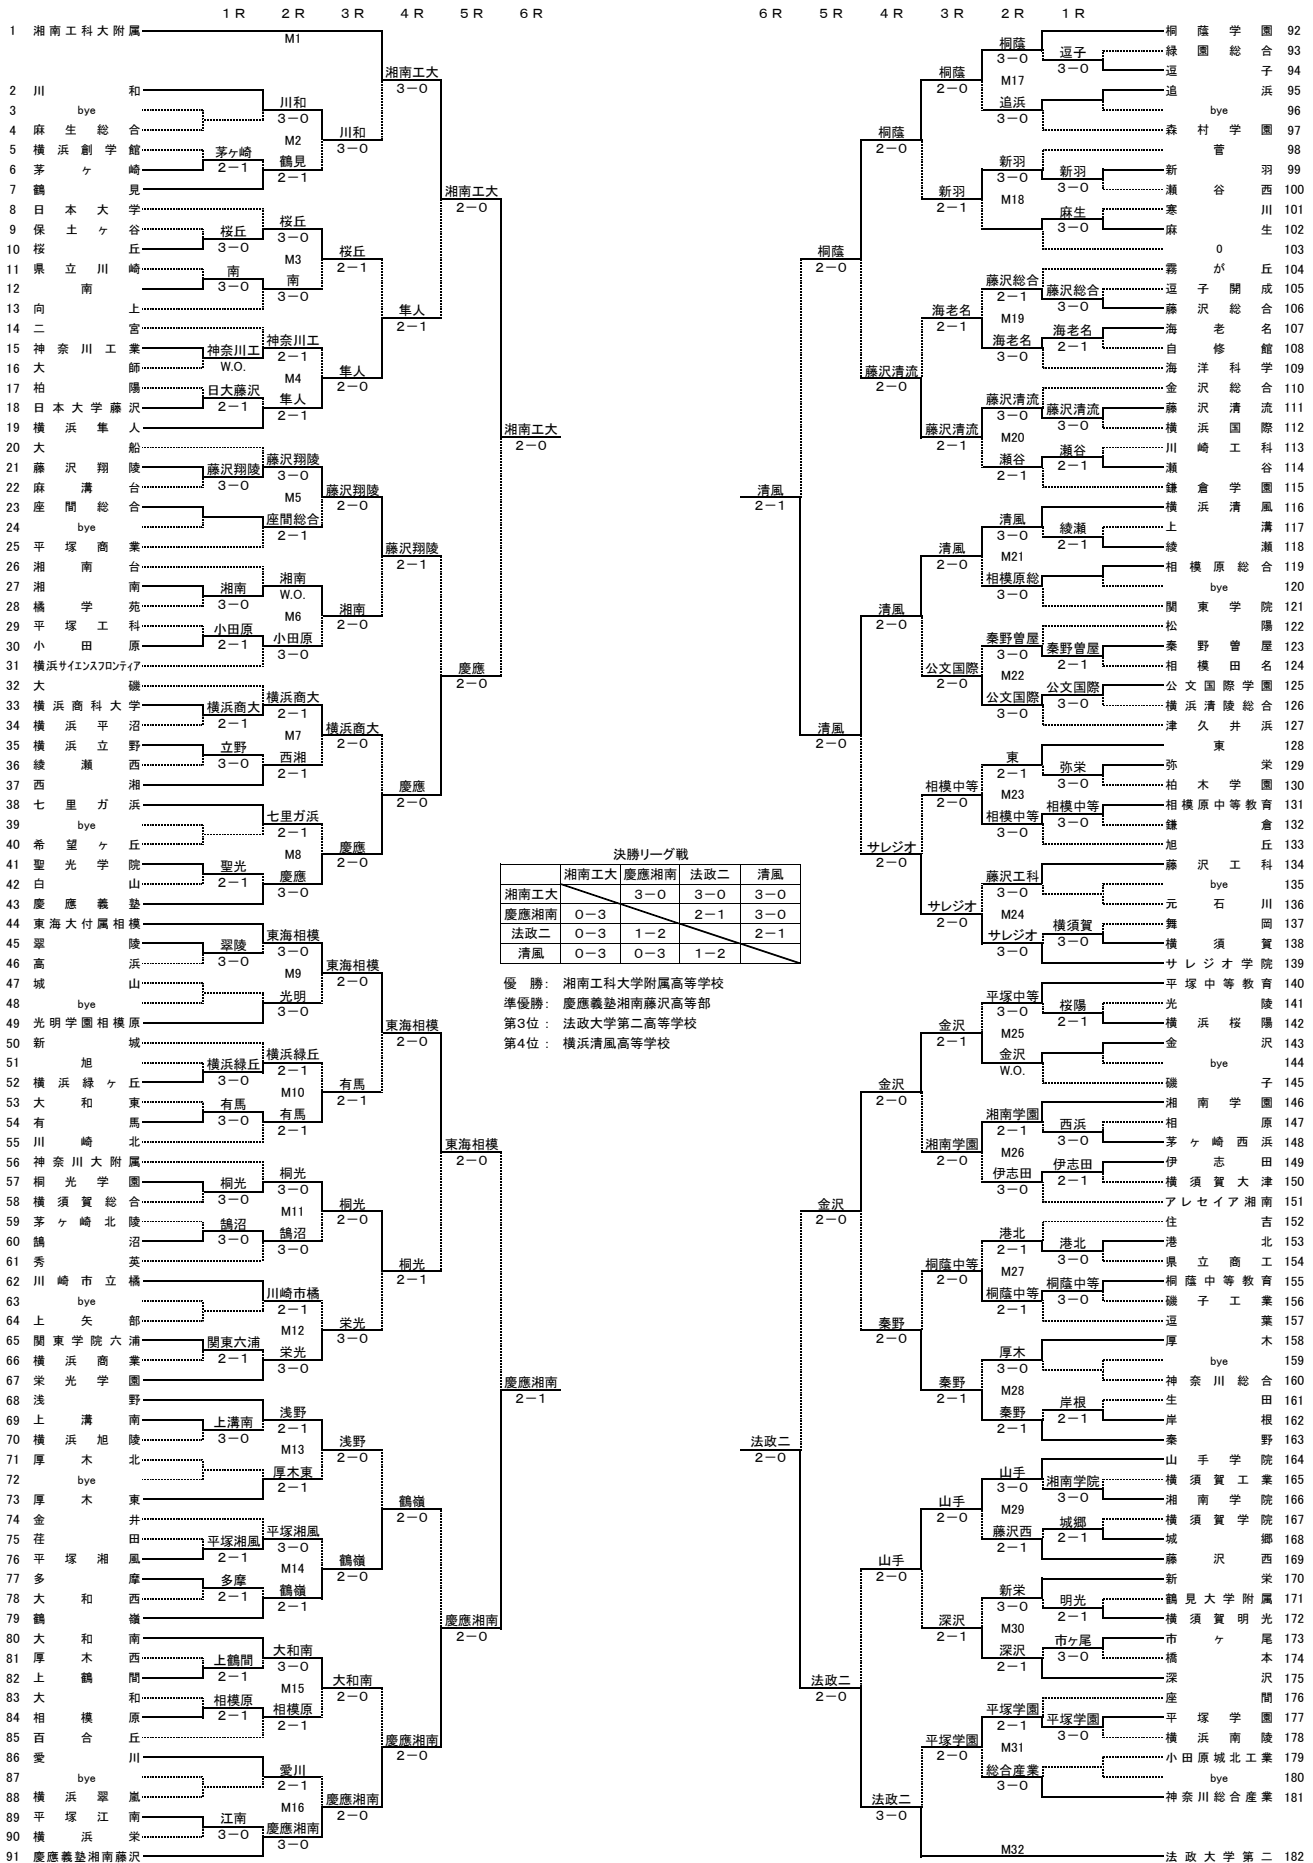 1R 2R 3R 4R 5R 6R
6R 5R 4R 3R 2R 1R
1 湘南工科大附属
2 川和
3 bye
4 麻生総合
5 横浜創学館
6 茅ヶ崎
7 鶴見
8 日本大学
9 保土ヶ谷
10 桜丘
11 県立川崎
12 南
13 向上
14 二宮
15 神奈川工業
16 大師
17 柏陽
18 日本大学藤沢
19 横浜隼人
20 大船
21 藤沢翔陵
22 麻溝台
23 座間総合
24 bye
25 平塚商業
26 湘南台
27 湘南
28 橘学苑
29 平塚工科
30 小田原
31 横浜サイエンスフロンティア
32 大磯
33 横浜商科大学
34 横浜平沼
35 横浜立野
36 綾瀬西
37 西湘
38 七里ガ浜
39 bye
40 希望ヶ丘
41 聖光学院
42 白山
43 慶應義塾
44 東海大付属相模
45 翠陵
46 高浜
47 城山
48 bye
49 光明学園相模原
50 新城
51 旭
52 横浜緑ヶ丘
53 大和東
54 有馬
55 川崎北
56 神奈川大附属
57 桐光学園
58 横須賀総合
59 茅ヶ崎北陵
60 鵠沼
61 秀英
62 川崎市立橘
63 bye
64 上矢部
65 関東学院六浦
66 横浜商業
67 栄光学園
68 浅野
69 上溝南
70 横浜旭陵
71 厚木北
72 bye
73 厚木東
74 金井
75 荏田
76 平塚湘風
77 多摩
78 大和西
79 鶴嶺
80 大和南
81 厚木西
82 上鶴間
83 大和
84 相模原
85 百合丘
86 愛川
87 bye
88 横浜翠嵐
89 平塚江南
90 横浜栄
91 慶應義塾湘南藤沢
茅ヶ崎 2-1
桜丘 3-0
南 3-0
神奈川工 W.O.
日大藤沢 2-1
藤沢翔陵 3-0
湘南 3-0
小田原 2-1
横浜商大 2-1
立野 3-0
聖光 2-1
翠陵 3-0
横浜緑丘 3-0
有馬 3-0
桐光 3-0
鵠沼 3-0
関東六浦 2-1
上溝南 3-0
平塚湘風 2-1
多摩 2-1
上鶴間 2-1
相模原 2-1
江南 3-0
M1
川和 3-0
M2
鶴見 2-1
桜丘 3-0
M3
南 3-0
神奈川工 2-1
M4
隼人 2-1
藤沢翔陵 3-0
M5
座間総合 2-1
湘南 W.O.
M6
小田原 3-0
横浜商大 2-1
M7
西湘 2-1
七里ガ浜 2-1
M8
慶應 3-0
東海相模 3-0
M9
光明 3-0
横浜緑丘 2-1
M10
有馬 2-1
桐光 3-0
M11
鵠沼 3-0
川崎市橘 2-1
M12
栄光 3-0
浅野 2-1
M13
厚木東 2-1
平塚湘風 3-0
M14
鶴嶺 2-1
大和南 3-0
M15
相模原 2-1
愛川 2-1
M16
慶應湘南 3-0
川和 3-0
桜丘 2-1
隼人 2-0
藤沢翔陵 2-0
湘南 2-0
横浜商大 2-0
慶應 2-0
東海相模 2-0
有馬 2-1
桐光 2-0
栄光 3-0
浅野 2-0
鶴嶺 2-0
大和南 2-0
慶應湘南 2-0
湘南工大 3-0
隼人 2-1
藤沢翔陵 2-1
慶應 2-0
東海相模 2-0
桐光 2-1
鶴嶺 2-0
慶應湘南 2-0
湘南工大 2-0
慶應 2-0
東海相模 2-0
慶應湘南 2-0
湘南工大 2-0
慶應湘南 2-1
決勝リーグ戦
湘南工大 慶應湘南 法政二 清風
湘南工大 3-0 3-0 3-0
慶應湘南 0-3 2-1 3-0
法政二 0-3 1-2 2-1
清風 0-3 0-3 1-2
優 勝: 湘南工科大学附属高等学校
準優勝: 慶應義塾湘南藤沢高等部
第3位: 法政大学第二高等学校
第4位: 横浜清風高等学校
清風 2-1
法政二 2-0
桐蔭 2-0
清風 2-0
金沢 2-0
法政二 2-0
桐蔭 2-0
藤沢清流 2-0
清風 2-0
サレジオ 2-0
金沢 2-0
秦野 2-0
山手 2-0
法政二 3-0
桐蔭 2-0
新羽 2-1
海老名 2-1
藤沢清流 2-1
清風 2-0
公文国際 2-0
相模中等 2-0
サレジオ 2-0
金沢 2-1
湘南学園 2-0
桐蔭中等 2-0
秦野 2-1
山手 2-0
深沢 2-1
平塚学園 2-0
桐蔭 3-0
M17
追浜 3-0
新羽 3-0
M18
藤沢総合 2-1
M19
海老名 3-0
藤沢清流 3-0
M20
瀬谷 2-1
清風 3-0
M21
相模原総 3-0
秦野曽屋 3-0
M22
公文国際 3-0
東 2-1
M23
相模中等 3-0
藤沢工科 3-0
M24
サレジオ 3-0
平塚中等 3-0
M25
金沢 W.O.
湘南学園 2-1
M26
伊志田 3-0
港北 2-1
M27
桐蔭中等 2-1
厚木 3-0
M28
秦野 2-1
山手 3-0
M29
藤沢西 2-1
新栄 3-0
M30
深沢 2-1
平塚学園 2-1
M31
総合産業 3-0
M32
逗子 3-0
新羽 3-0
麻生 3-0
藤沢総合 3-0
海老名 2-1
藤沢清流 3-0
瀬谷 2-1
綾瀬 2-1
秦野曽屋 2-1
公文国際 3-0
弥栄 3-0
相模中等 3-0
横須賀 3-0
桜陽 2-1
西浜 3-0
伊志田 2-1
港北 3-0
桐蔭中等 3-0
岸根 2-1
湘南学院 3-0
城郷 2-1
明光 2-1
市ヶ尾 3-0
平塚学園 3-0
桐蔭学園 92
緑園総合 93
逗子 94
追浜 95
bye 96
森村学園 97
菅 98
新羽 99
瀬谷西 100
寒川 101
麻生 102
0 103
霧が丘 104
逗子開成 105
藤沢総合 106
海老名 107
自修館 108
海洋科学 109
金沢総合 110
藤沢清流 111
横浜国際 112
川崎工科 113
瀬谷 114
鎌倉学園 115
横浜清風 116
上溝 117
綾瀬 118
相模原総合 119
bye 120
関東学院 121
松陽 122
秦野曽屋 123
相模田名 124
公文国際学園 125
横浜清陵総合 126
津久井浜 127
東 128
弥栄 129
柏木学園 130
相模原中等教育 131
鎌倉 132
旭丘 133
藤沢工科 134
bye 135
元石川 136
舞岡 137
横須賀 138
サレジオ学院 139
平塚中等教育 140
光陵 141
横浜桜陽 142
金沢 143
bye 144
磯子 145
湘南学園 146
相原 147
茅ヶ崎西浜 148
伊志田 149
横須賀大津 150
アレセイア湘南 151
住吉 152
港北 153
県立商工 154
桐蔭中等教育 155
磯子工業 156
逗葉 157
厚木 158
bye 159
神奈川総合 160
生田 161
岸根 162
秦野 163
山手学院 164
横須賀工業 165
湘南学院 166
横須賀学院 167
城郷 168
藤沢西 169
新栄 170
鶴見大学附属 171
横須賀明光 172
市ヶ尾 173
橋本 174
深沢 175
座間 176
平塚学園 177
横浜南陵 178
小田原城北工業 179
bye 180
神奈川総合産業 181
法政大学第二 182